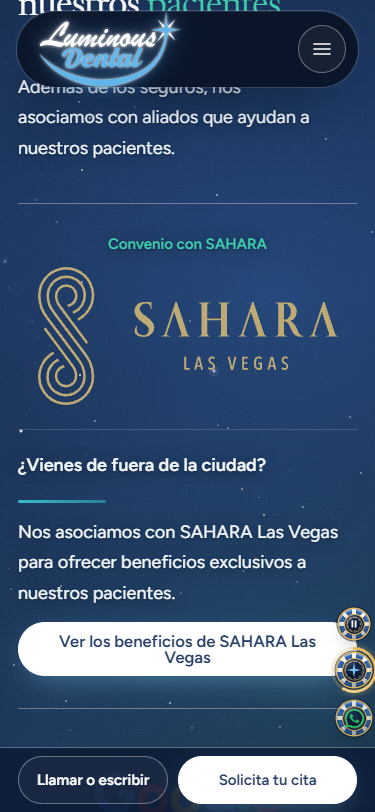 nuestros pacientes
Luminous
Dental
Además de los seguros, nos
asociamos con aliados que ayudan a
nuestros pacientes.
Convenio con SAHARA
SAHARA
LAS VEGAS
¿Vienes de fuera de la ciudad?
Nos asociamos con SAHARA Las Vegas
para ofrecer beneficios exclusivos a
nuestros pacientes.
Ver los beneficios de SAHARA Las
Vegas
Llamar o escribir
Solicita tu cita